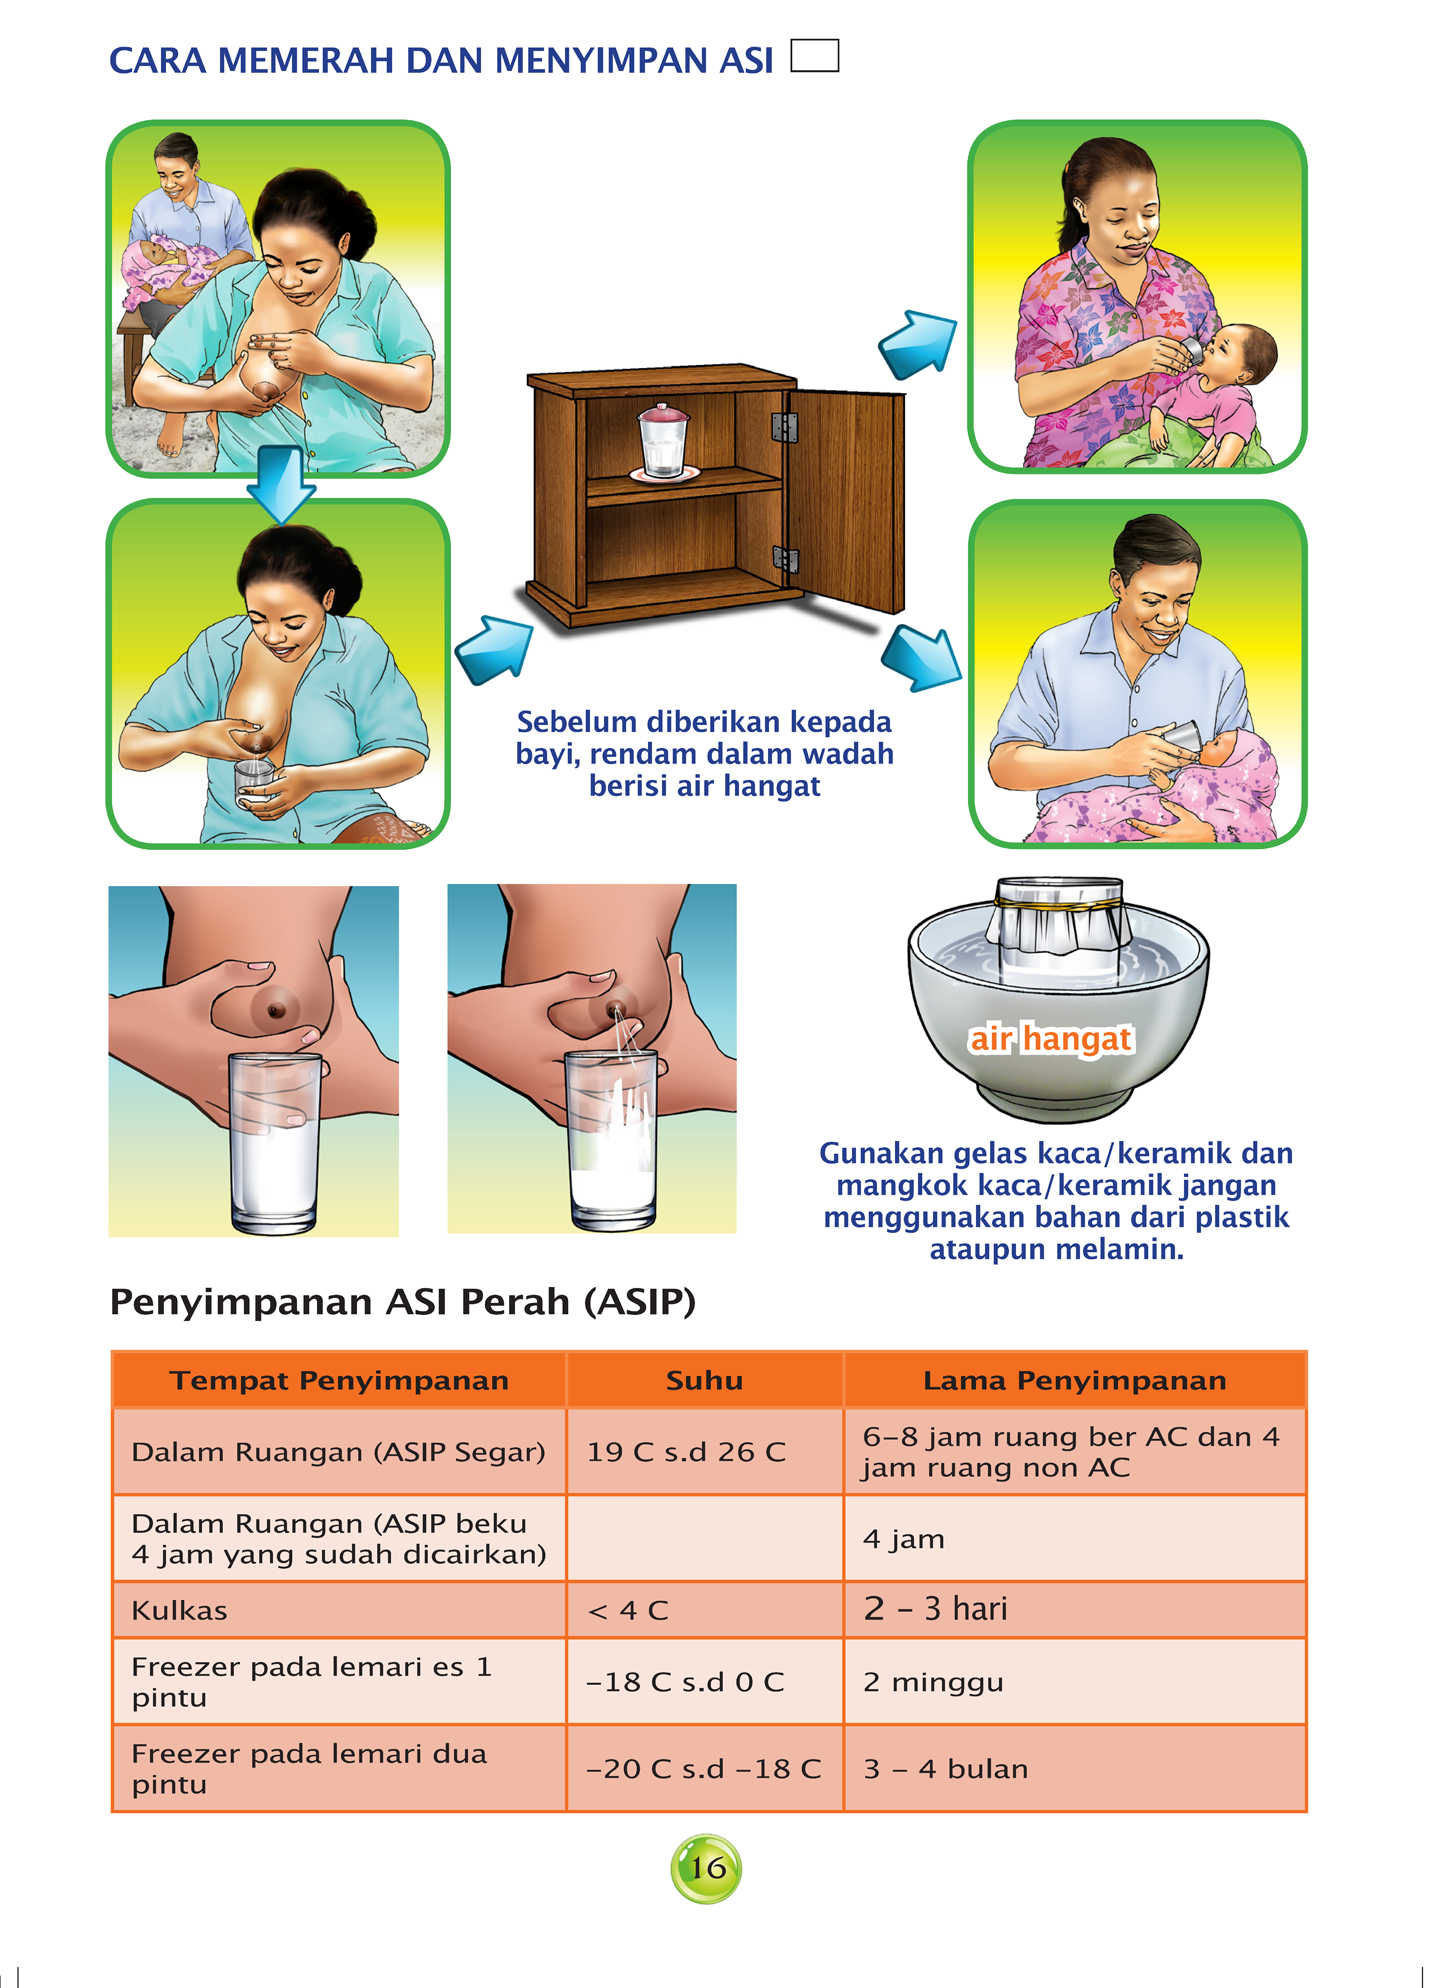 CARA MEMERAH DAN MENYIMPAN ASI
Sebelum diberikan kepada
bayi, rendam dalam wadah
berisi air hangat
air hangat
Gunakan gelas kaca/keramik dan
mangkok kaca/keramik jangan
menggunakan bahan dari plastik
ataupun melamin.
Penyimpanan ASI Perah (ASIP)
Tempat Penyimpanan Suhu Lama Penyimpanan
Dalam Ruangan (ASIP Segar) 19 C s.d 26 C 6–8 jam ruang ber AC dan 4
jam ruang non AC
Dalam Ruangan (ASIP beku
4 jam yang sudah dicairkan) 4 jam
Kulkas < 4 C 2 – 3 hari
Freezer pada lemari es 1
pintu –18 C s.d 0 C 2 minggu
Freezer pada lemari dua
pintu –20 C s.d –18 C 3 – 4 bulan
16